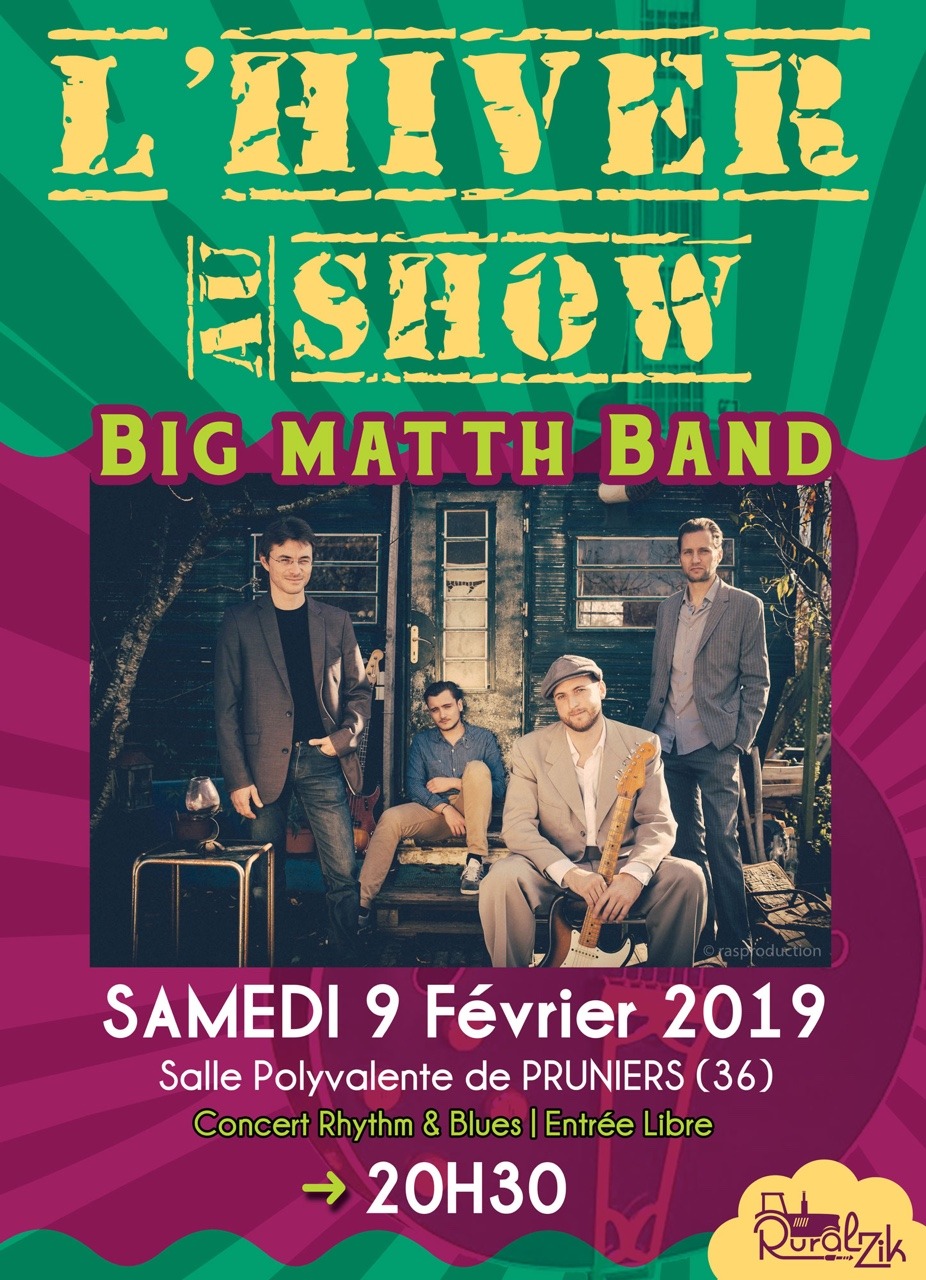 L'HIVER
AU SHOW
BIG MATTH BAND
© rasproduction
SAMEDI 9 Février 2019
Salle Polyvalente de PRUNIERS (36)
Concert Rhythm & Blues | Entrée Libre
→ 20H30
RuralZik